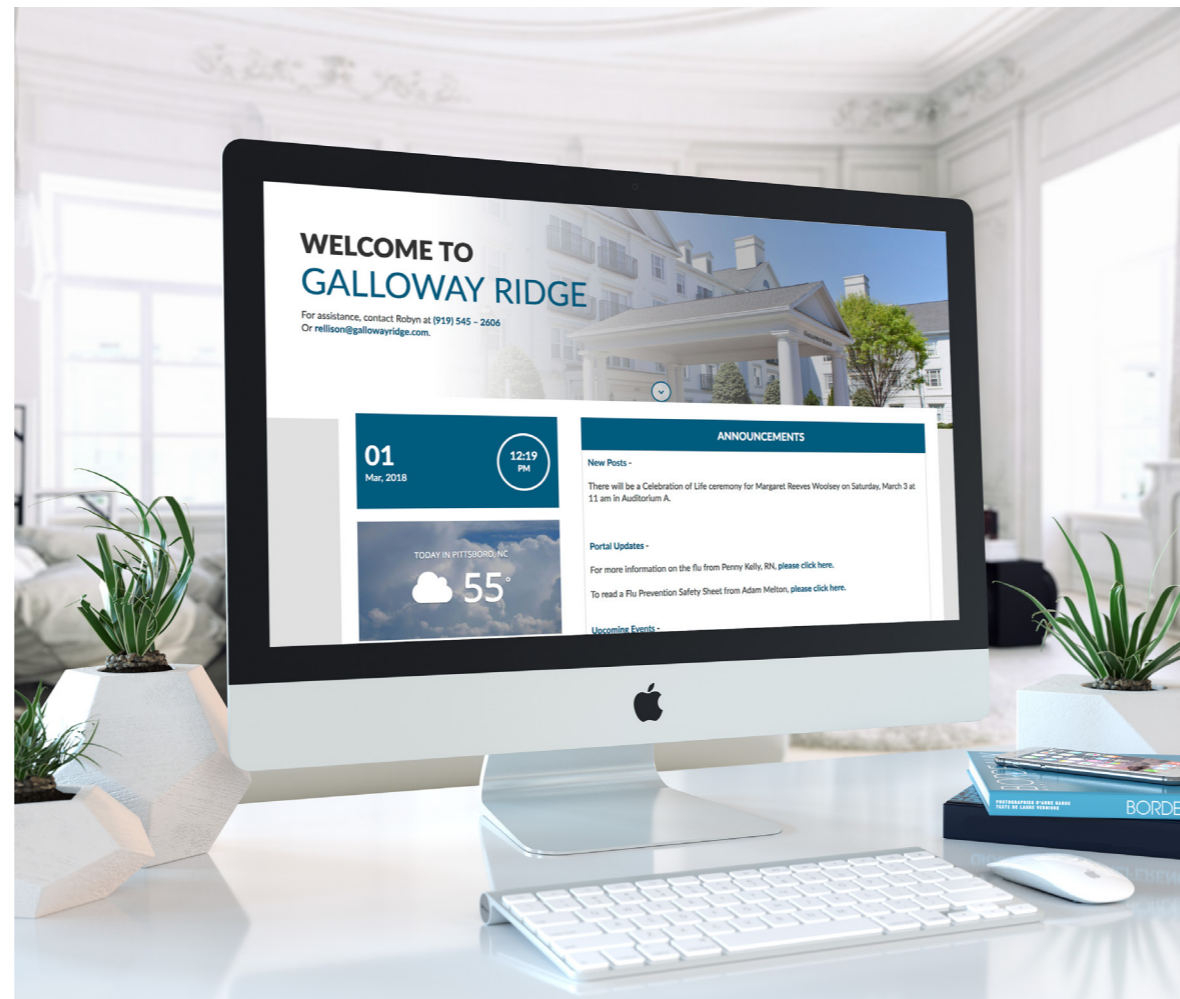 WELCOME TO
GALLOWAY RIDGE
For assistance, contact Robyn at (919) 545 – 2606
Or rellison@gallowayridge.com.
01
Mar, 2018
12:19
PM
TODAY IN PITTSBORO, NC
55°
ANNOUNCEMENTS
New Posts -
There will be a Celebration of Life ceremony for Margaret Reeves Woolsey on Saturday, March 3 at
11 am in Auditorium A.
Portal Updates -
For more information on the flu from Penny Kelly, RN, please click here.
To read a Flu Prevention Safety Sheet from Adam Melton, please click here.
Upcoming Events -
BORDE